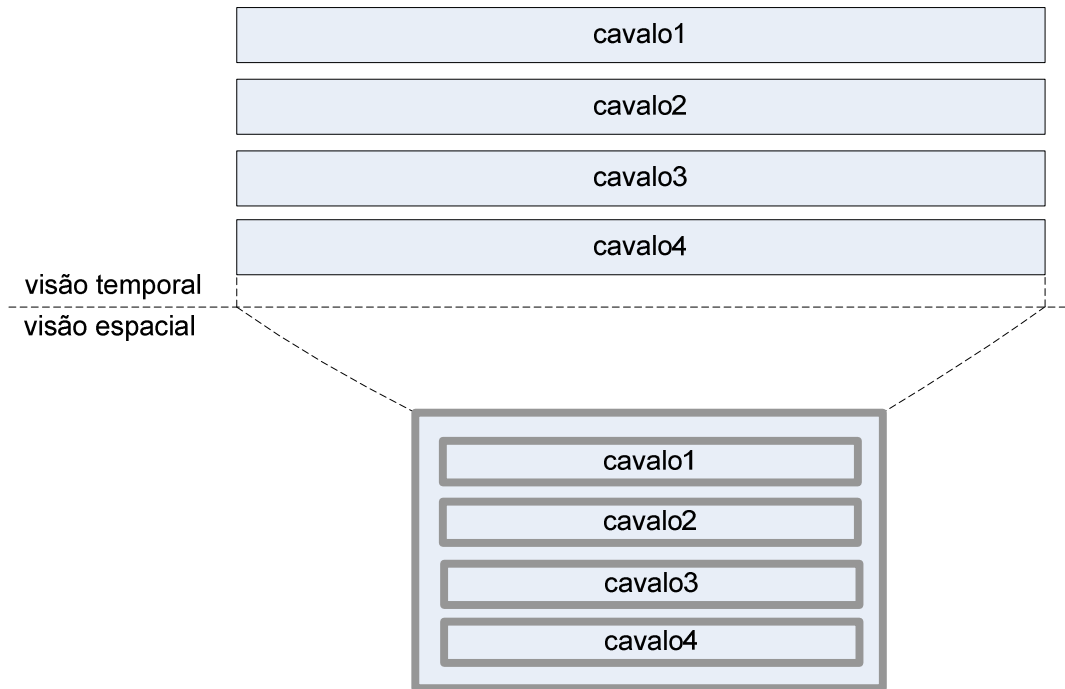 cavalo1
cavalo2
cavalo3
cavalo4
visão temporal
visão espacial
cavalo1
cavalo2
cavalo3
cavalo4